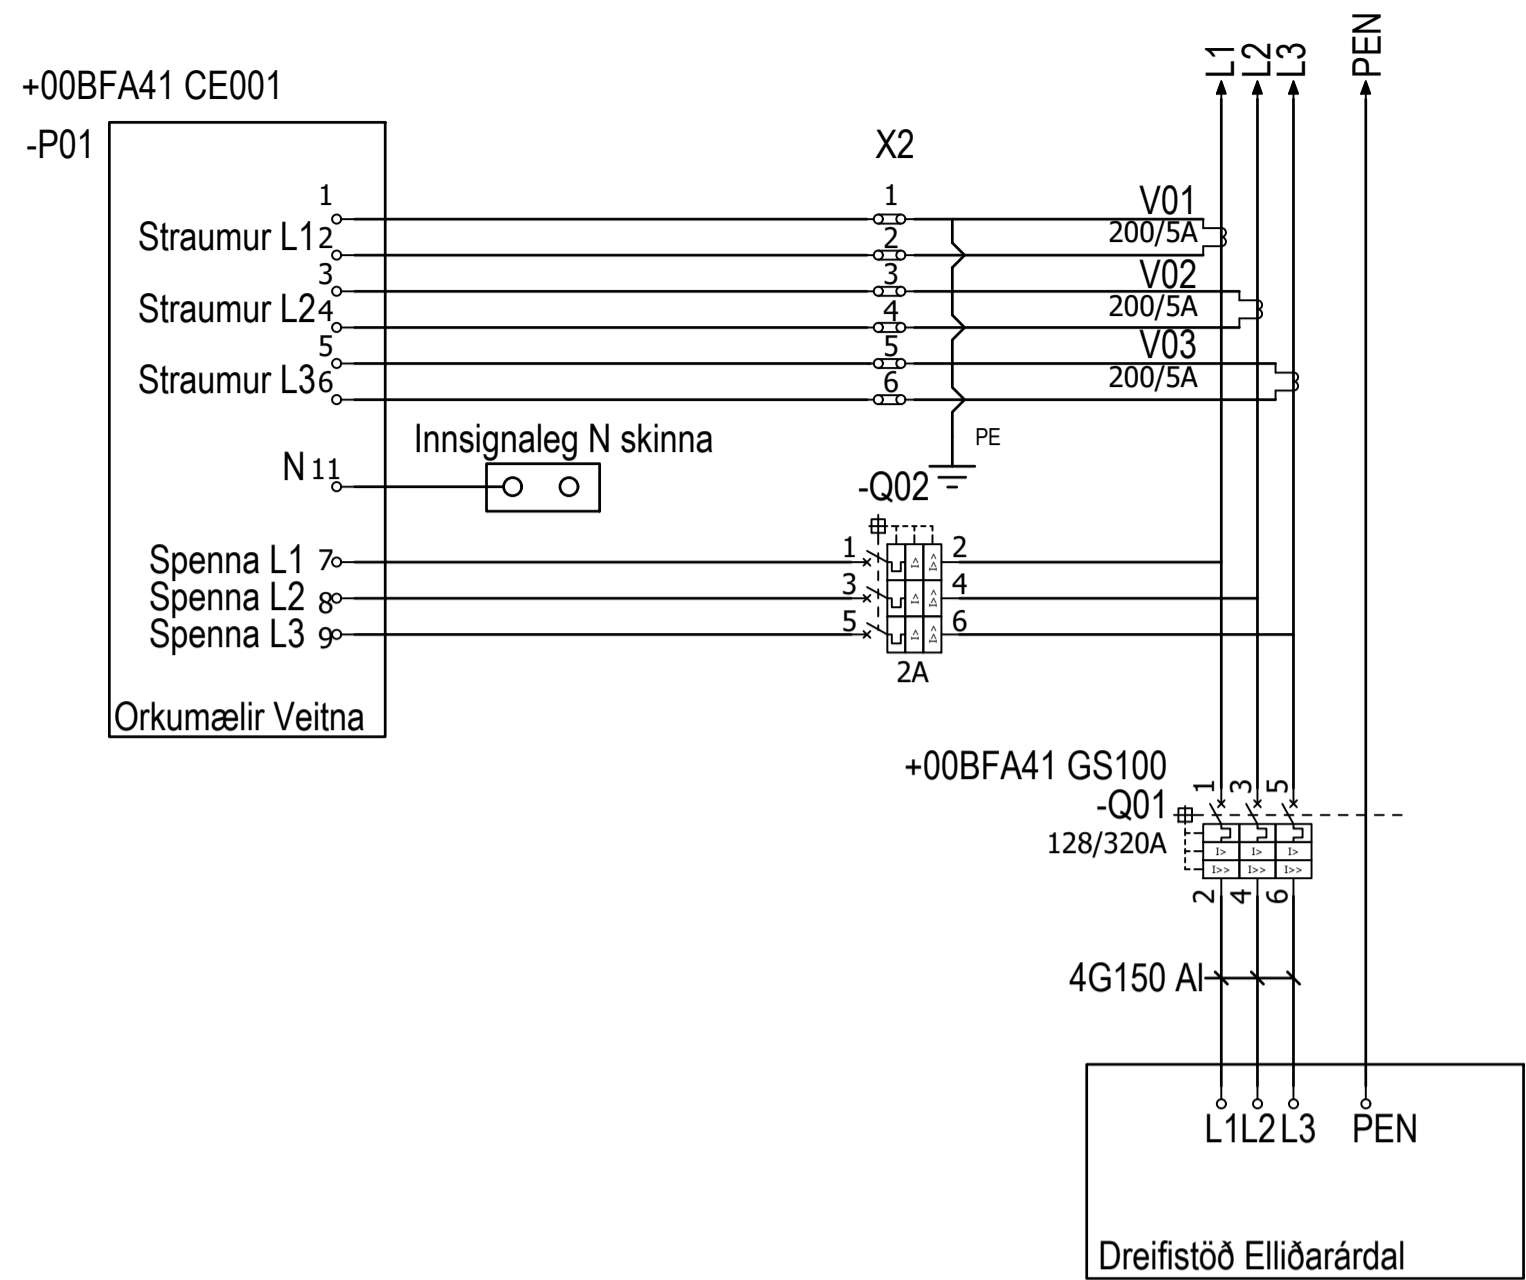 L1 L2 L3 PEN
+00BFA41 CE001
-P01
X2
1 1 V01
Straumur L1 2 2 200/5A
3 3 V02
Straumur L2 4 4 200/5A
5 5 V03
Straumur L3 6 6 200/5A
Innsignaleg N skinna
PE
N 11
-Q02
Spenna L1 7 1 I> I>> 2
Spenna L2 8 3 I> I>> 4
Spenna L3 9 5 I> I>> 6
2A
Orkumælir Veitna
+00BFA41 GS100
1 3 5
-Q01
128/320A
I> I> I>
I>> I>> I>>
2 4 6
4G150 Al
L1 L2 L3 PEN
Dreifistöð Elliðarárdal